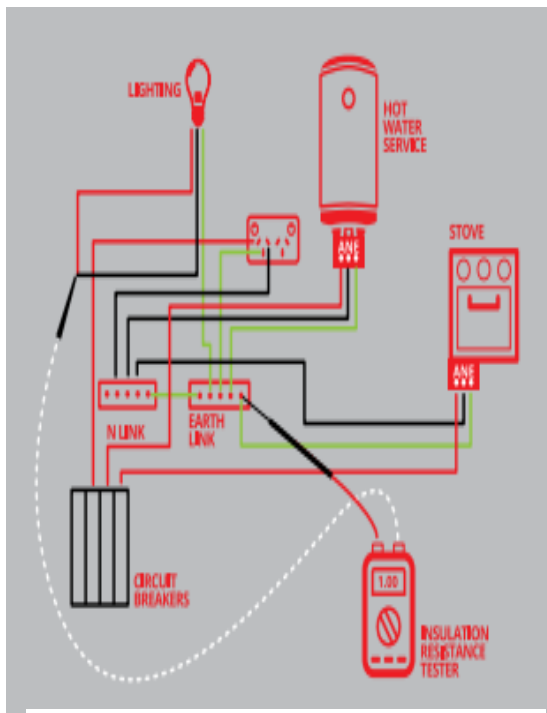 LIGHTING
HOT
WATER
SERVICE
STOVE
ANE
ANE
N LINK
EARTH
LINK
CIRCUIT
BREAKERS
1.00
INSULATION
RESISTANCE
TESTER